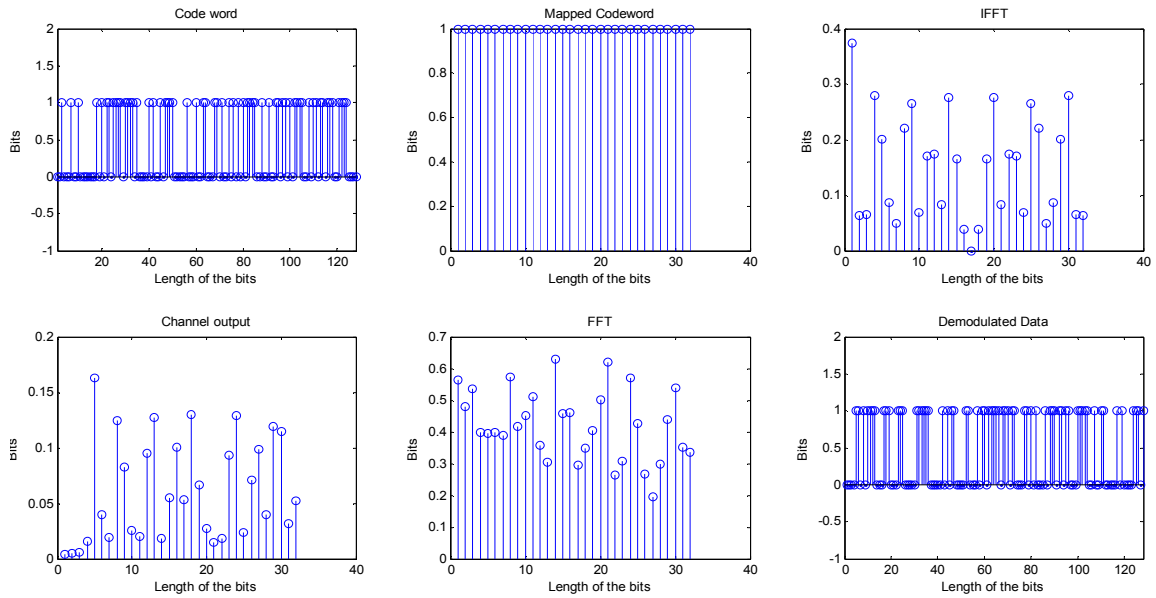 Code word
2
1.5
1
0.5
0
-0.5
-1
20 40 60 80 100 120
Bits
Length of the bits
Mapped Codeword
1
0.8
0.6
0.4
0.2
0
0 10 20 30 40
Bits
Length of the bits
IFFT
0.4
0.3
0.2
0.1
0
0 10 20 30 40
Bits
Length of the bits
Channel output
0.2
0.15
0.1
0.05
0
0 10 20 30 40
Bits
Length of the bits
FFT
0.7
0.6
0.5
0.4
0.3
0.2
0.1
0
0 10 20 30 40
Bits
Length of the bits
Demodulated Data
2
1.5
1
0.5
0
-0.5
-1
0 20 40 60 80 100 120
Bits
Length of the bits